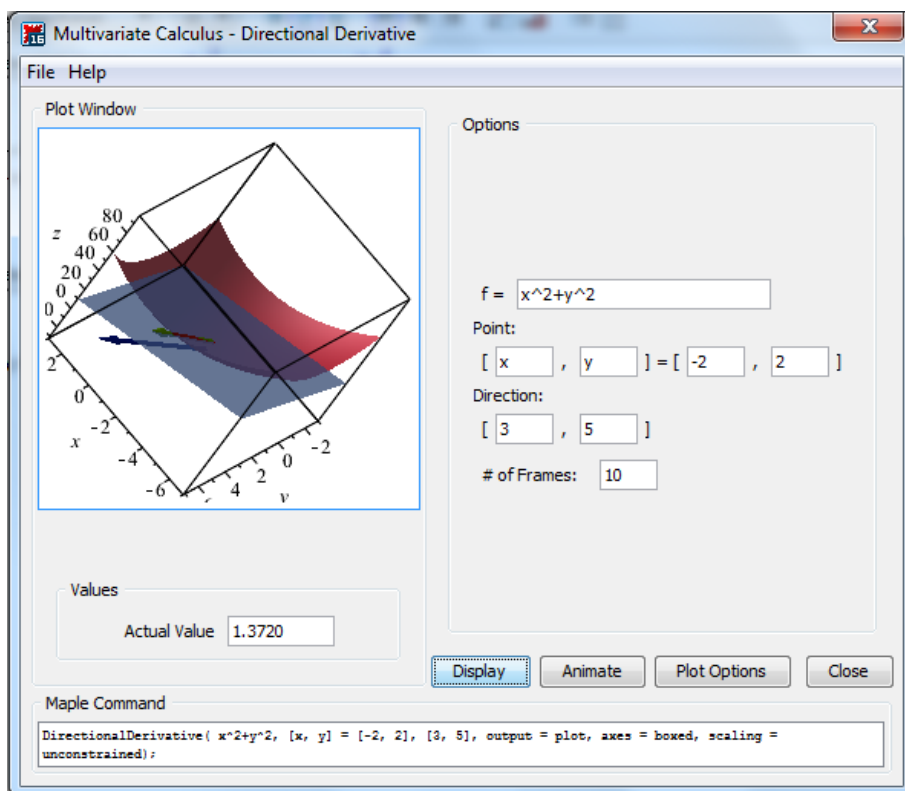 16 Multivariate Calculus - Directional Derivative X
File Help
Plot Window
80
z 60
40
20
0
0
2
0
-2
x
-4
-6
4
2
0
-2
y
Values
Actual Value 1.3720
Options
f = x^2+y^2
Point:
[ x , y ] = [ -2 , 2 ]
Direction:
[ 3 , 5 ]
# of Frames: 10
Display Animate Plot Options Close
Maple Command
DirectionalDerivative( x^2+y^2, [x, y] = [-2, 2], [3, 5], output = plot, axes = boxed, scaling =
unconstrained);